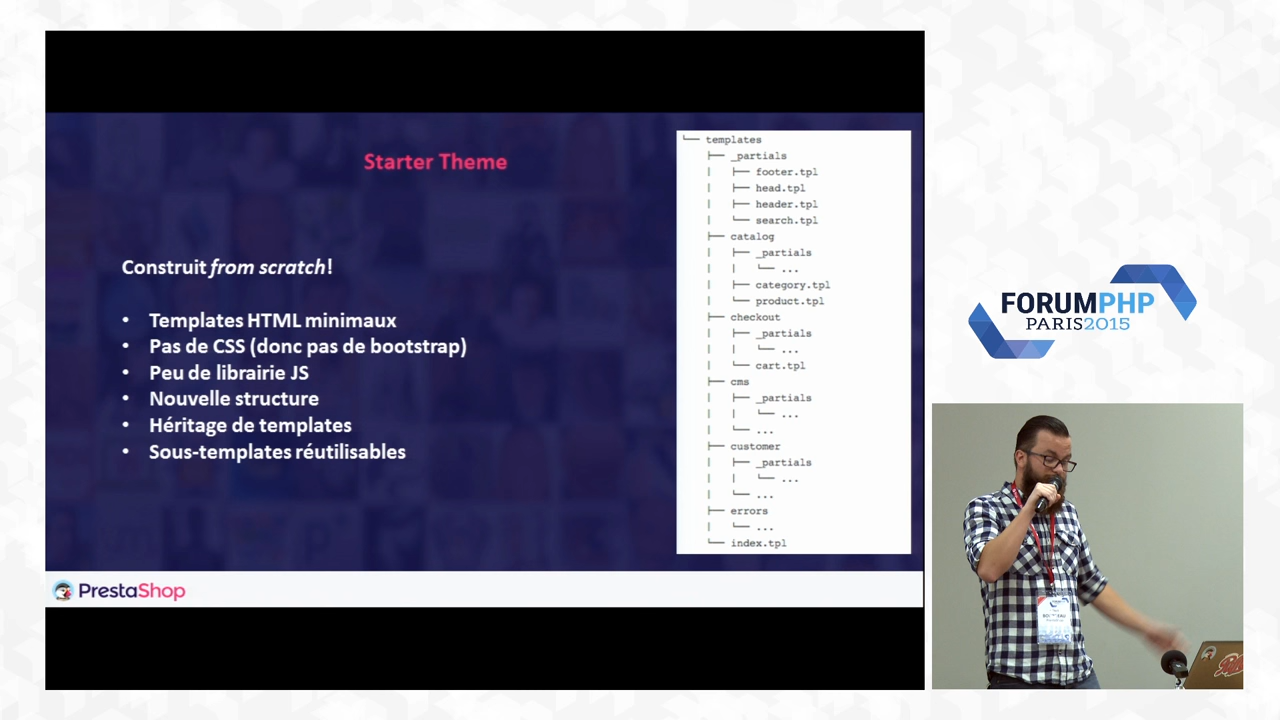 Starter Theme
Construit from scratch!
• Templates HTML minimaux
• Pas de CSS (donc pas de bootstrap)
• Peu de librairie JS
• Nouvelle structure
• Héritage de templates
• Sous-templates réutilisables
└── templates
├── _partials
│ ├── footer.tpl
│ ├── head.tpl
│ ├── header.tpl
│ └── search.tpl
├── catalog
│ ├── _partials
│ │ └── ...
│ ├── category.tpl
│ └── product.tpl
├── checkout
│ ├── _partials
│ │ └── ...
│ └── cart.tpl
├── cms
│ ├── _partials
│ │ └── ...
│ └── ...
├── customer
│ ├── _partials
│ │ └── ...
│ └── ...
├── errors
│ └── ...
└── index.tpl
PrestaShop
FORUMPHP
PARIS2015